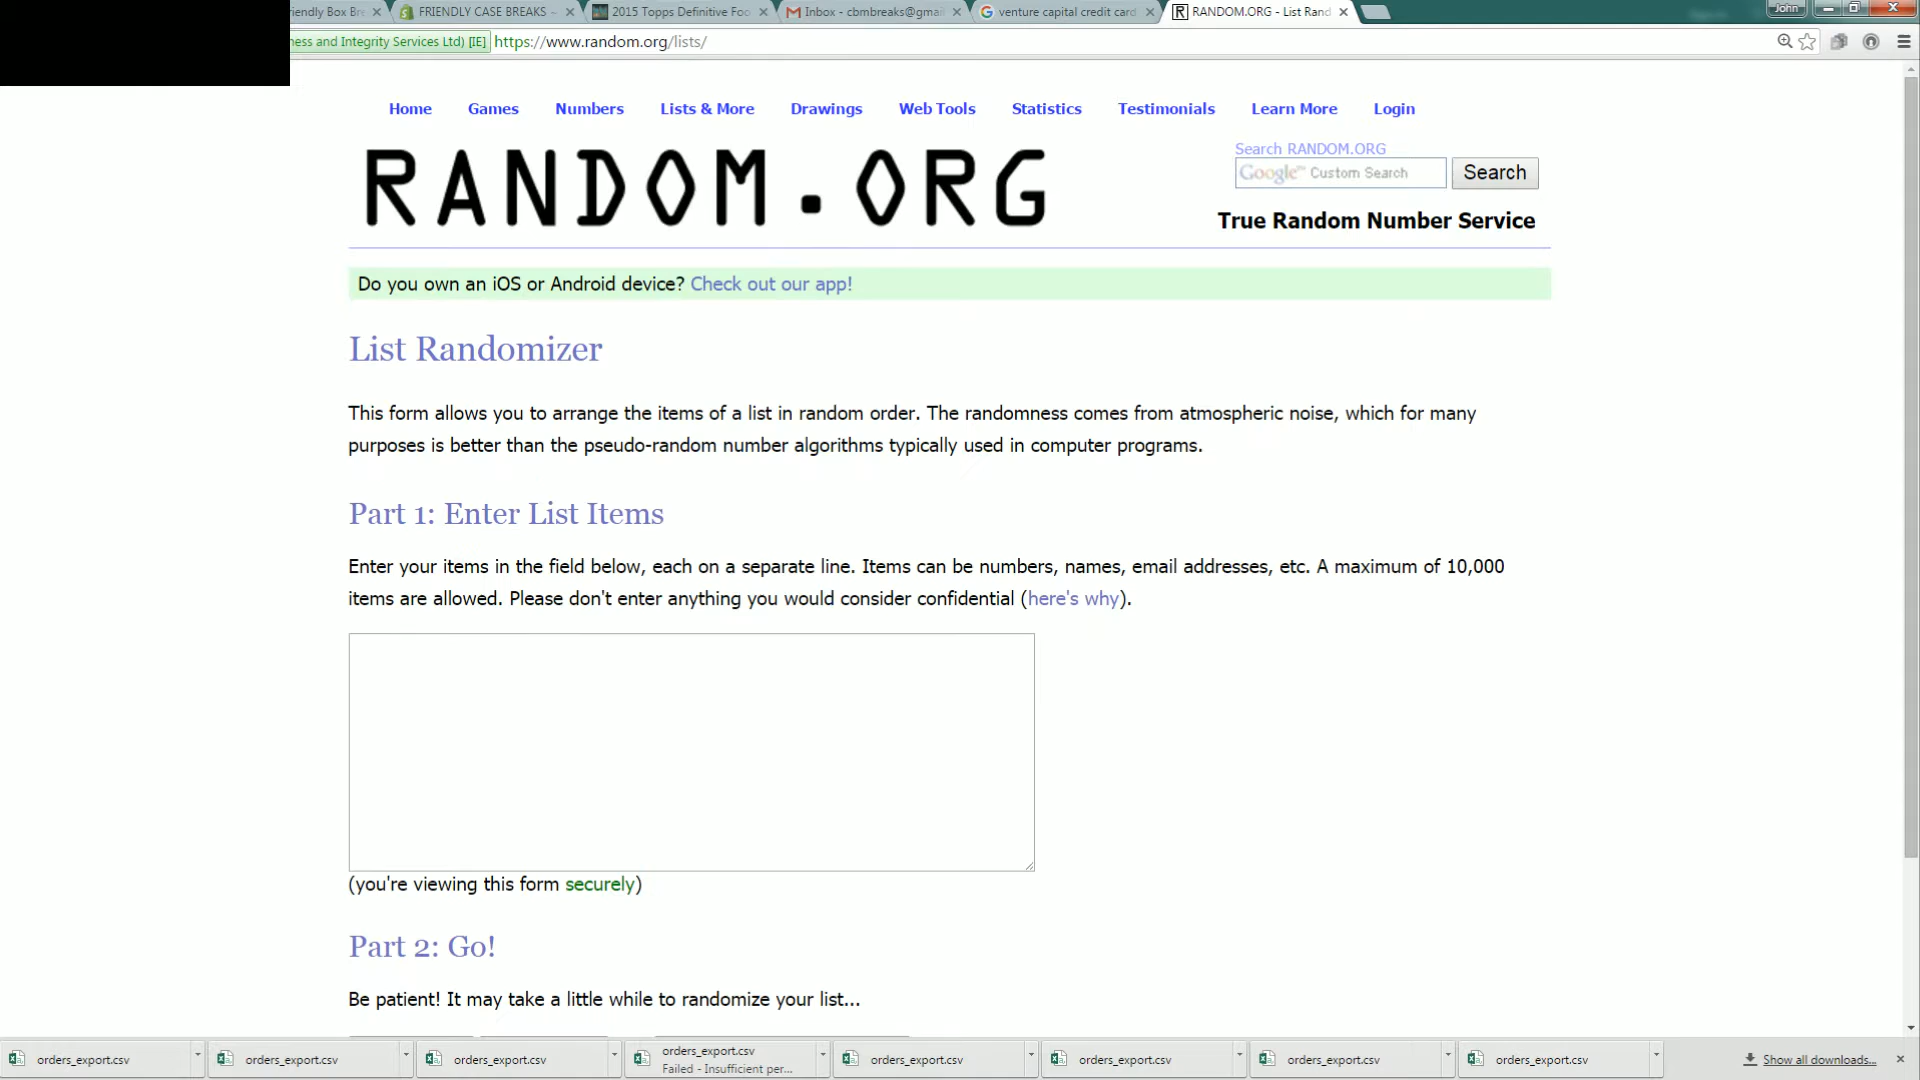 iendly Box Bre
FRIENDLY CASE BREAKS ~
2015 Topps Definitive Foo
Inbox - cbmbreaks@gmai
venture capital credit card
RANDOM.ORG - List Rand
John
ness and Integrity Services Ltd) [IE]
https://www.random.org/lists/
Home Games Numbers Lists & More Drawings Web Tools Statistics Testimonials Learn More Login
RANDOM.ORG
Search RANDOM.ORG
Google™ Custom Search
Search
True Random Number Service
Do you own an iOS or Android device? Check out our app!
List Randomizer
This form allows you to arrange the items of a list in random order. The randomness comes from atmospheric noise, which for many
purposes is better than the pseudo-random number algorithms typically used in computer programs.
Part 1: Enter List Items
Enter your items in the field below, each on a separate line. Items can be numbers, names, email addresses, etc. A maximum of 10,000
items are allowed. Please don't enter anything you would consider confidential (here's why).
(you're viewing this form securely)
Part 2: Go!
Be patient! It may take a little while to randomize your list...
orders_export.csv
orders_export.csv
orders_export.csv
orders_export.csv
Failed - Insufficient per...
orders_export.csv
orders_export.csv
orders_export.csv
orders_export.csv
Show all downloads...